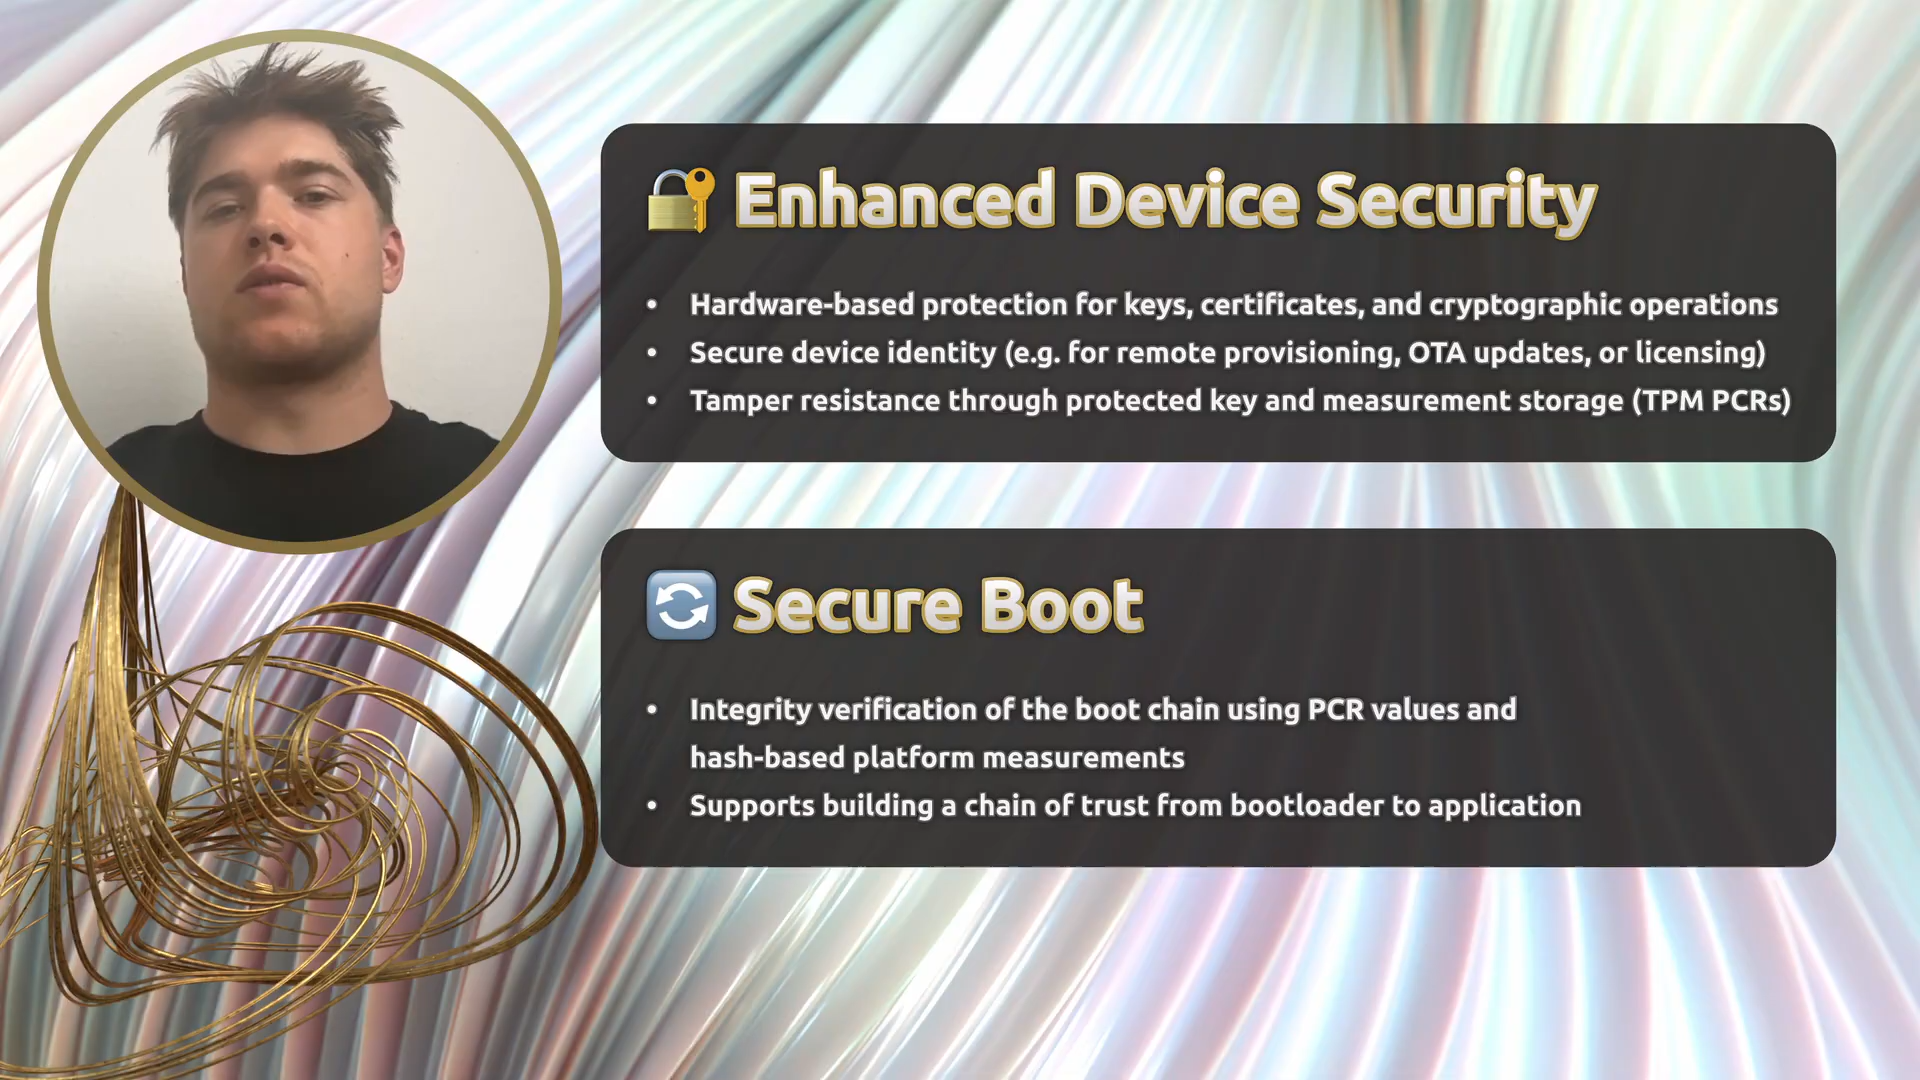 Enhanced Device Security
• Hardware-based protection for keys, certificates, and cryptographic operations
• Secure device identity (e.g. for remote provisioning, OTA updates, or licensing)
• Tamper resistance through protected key and measurement storage (TPM PCRs)
Secure Boot
• Integrity verification of the boot chain using PCR values and
hash-based platform measurements
• Supports building a chain of trust from bootloader to application